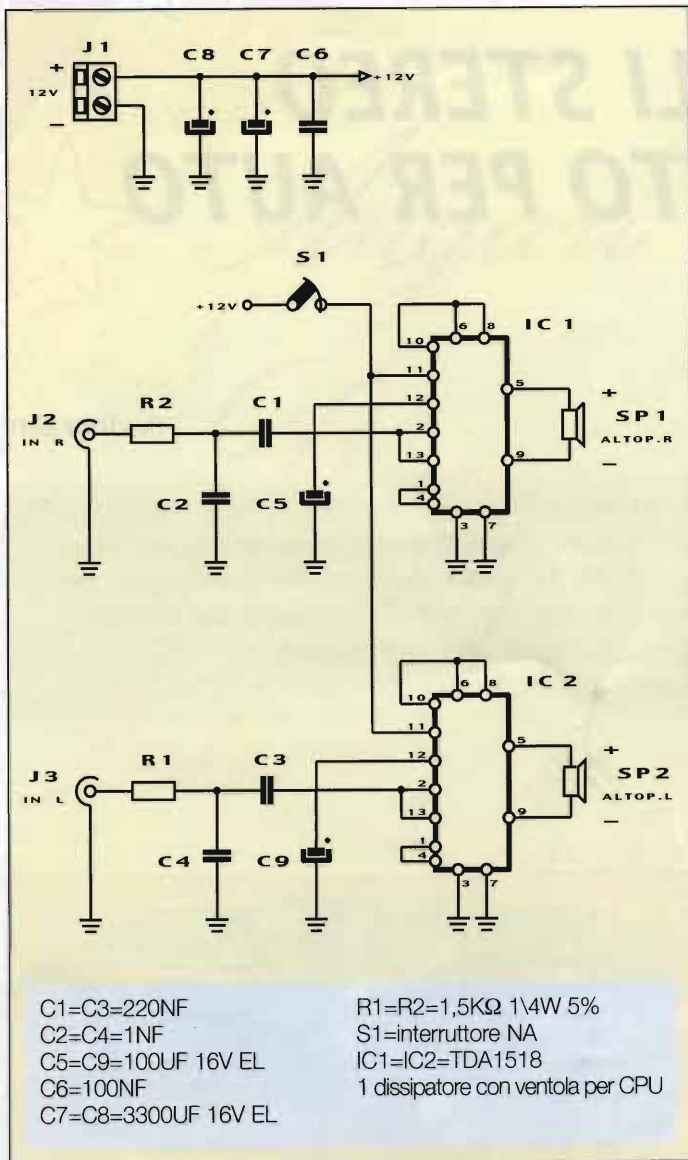 J1
C8 C7 C6
+
12V
−
+12V
S1
+12V
IC 1
6 8
10
11
12
2
13
1
4
3 7
5
9
J2
IN R
R2
C1
C2
C5
+
SP1
ALTOP.R
−
IC 2
6 8
10
11
12
2
13
1
4
3 7
5
9
J3
IN L
R1
C3
C4
C9
+
SP2
ALTOP.L
−
C1=C3=220NF
C2=C4=1NF
C5=C9=100UF 16V EL
C6=100NF
C7=C8=3300UF 16V EL
R1=R2=1,5KΩ 1\4W 5%
S1=interruttore NA
IC1=IC2=TDA1518
1 dissipatore con ventola per CPU